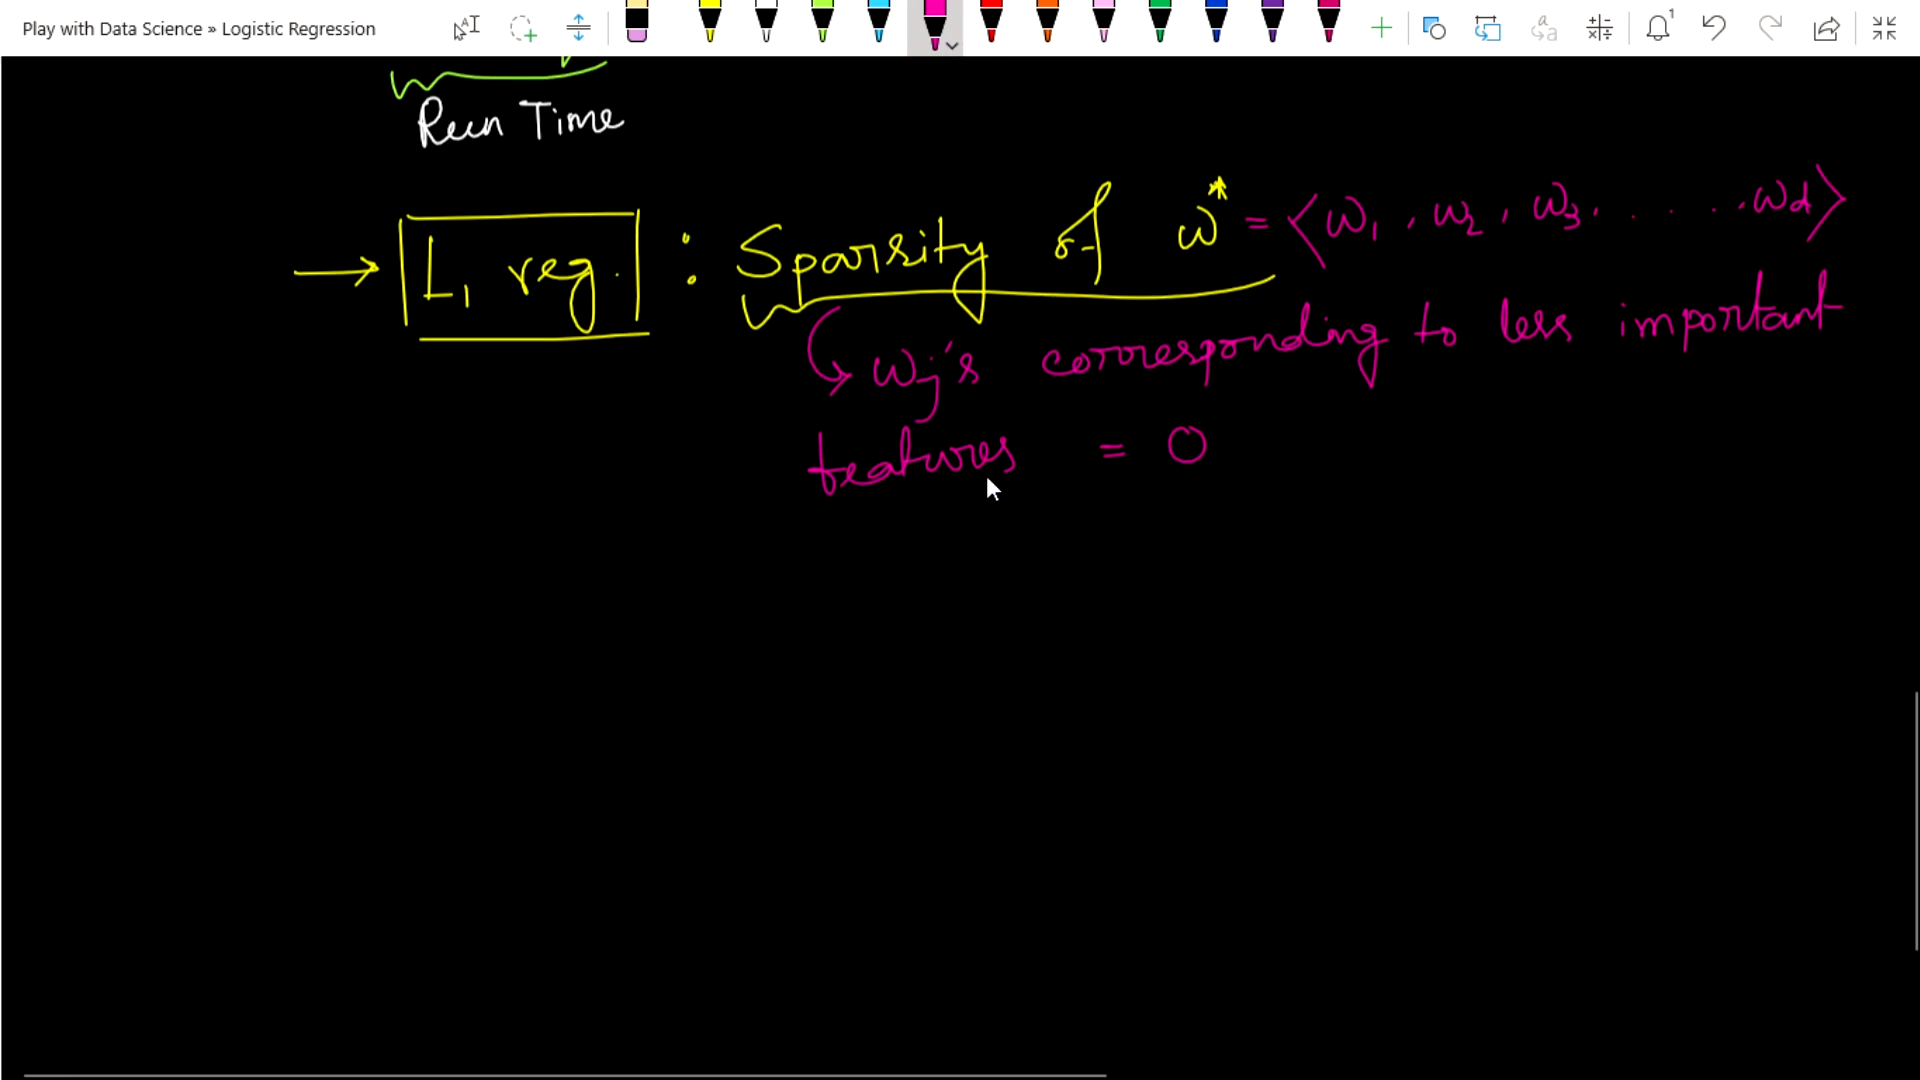 Play with Data Science » Logistic Regression
Run Time
→ L₁ reg. : Sparsity of w* = <w₁, w₂, w₃, . . . . . w_d>
↳ wⱼ's corresponding to less important
features = 0